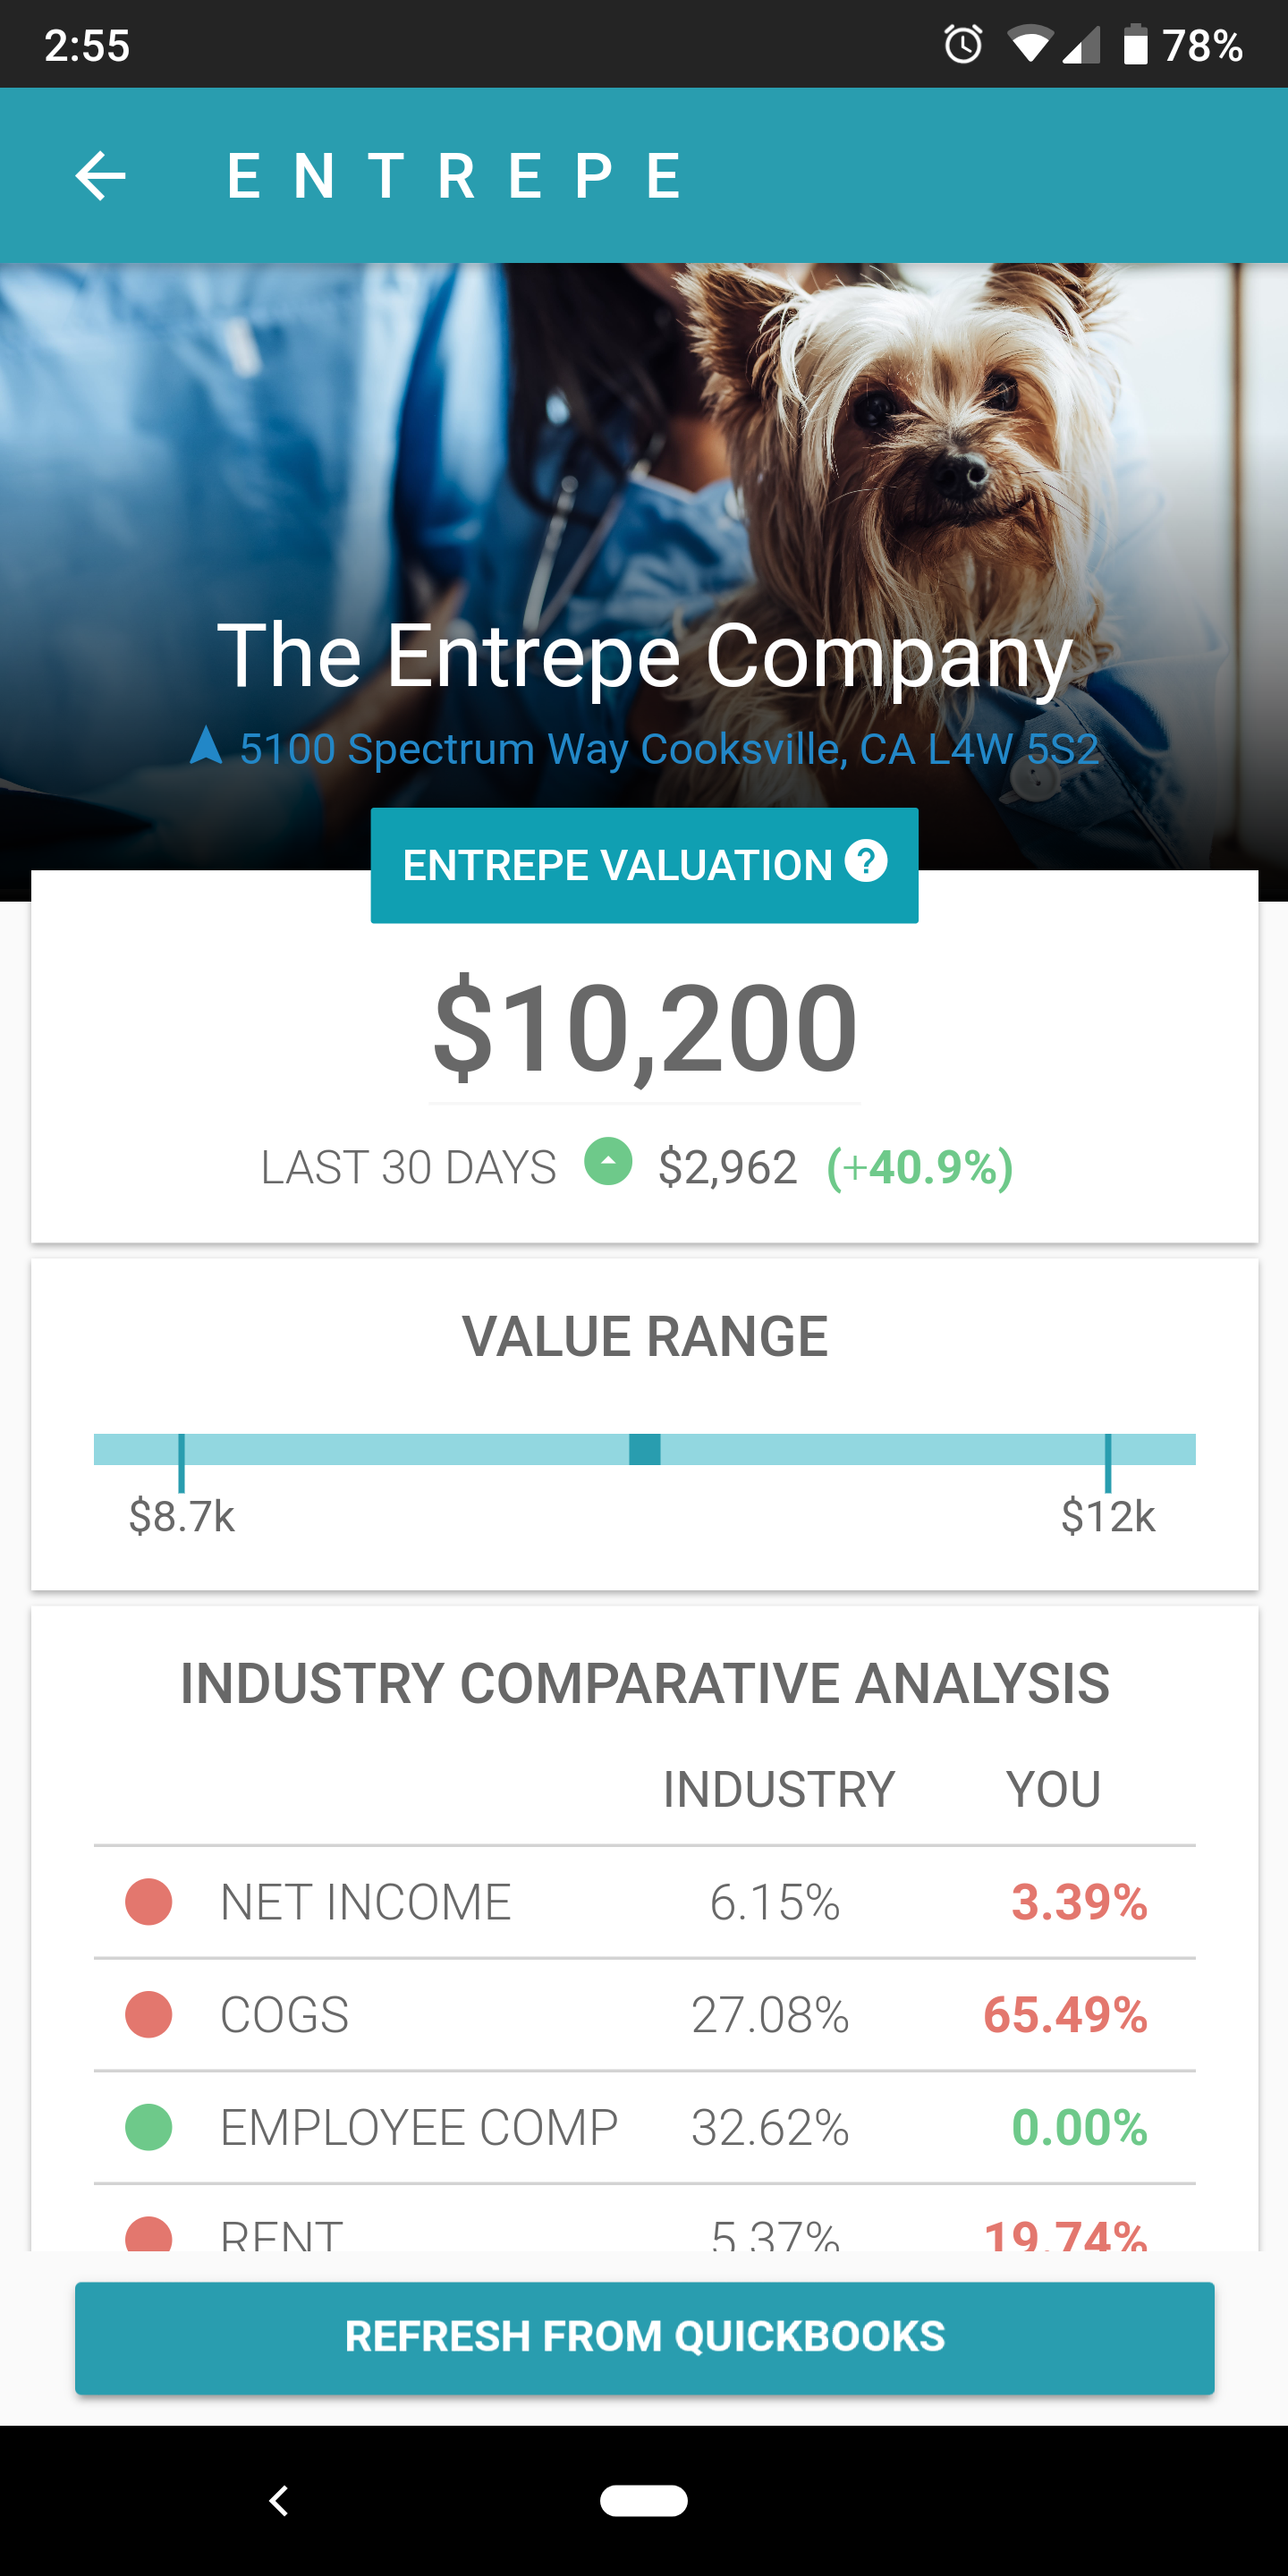 2:55 78%
ENTREPE
The Entrepe Company
5100 Spectrum Way Cooksville, CA L4W 5S2
ENTREPE VALUATION ?
$10,200
LAST 30 DAYS $2,962 (+40.9%)
VALUE RANGE
$8.7k $12k
INDUSTRY COMPARATIVE ANALYSIS
INDUSTRY YOU
NET INCOME 6.15% 3.39%
COGS 27.08% 65.49%
EMPLOYEE COMP 32.62% 0.00%
RENT 5.37% 19.74%
REFRESH FROM QUICKBOOKS